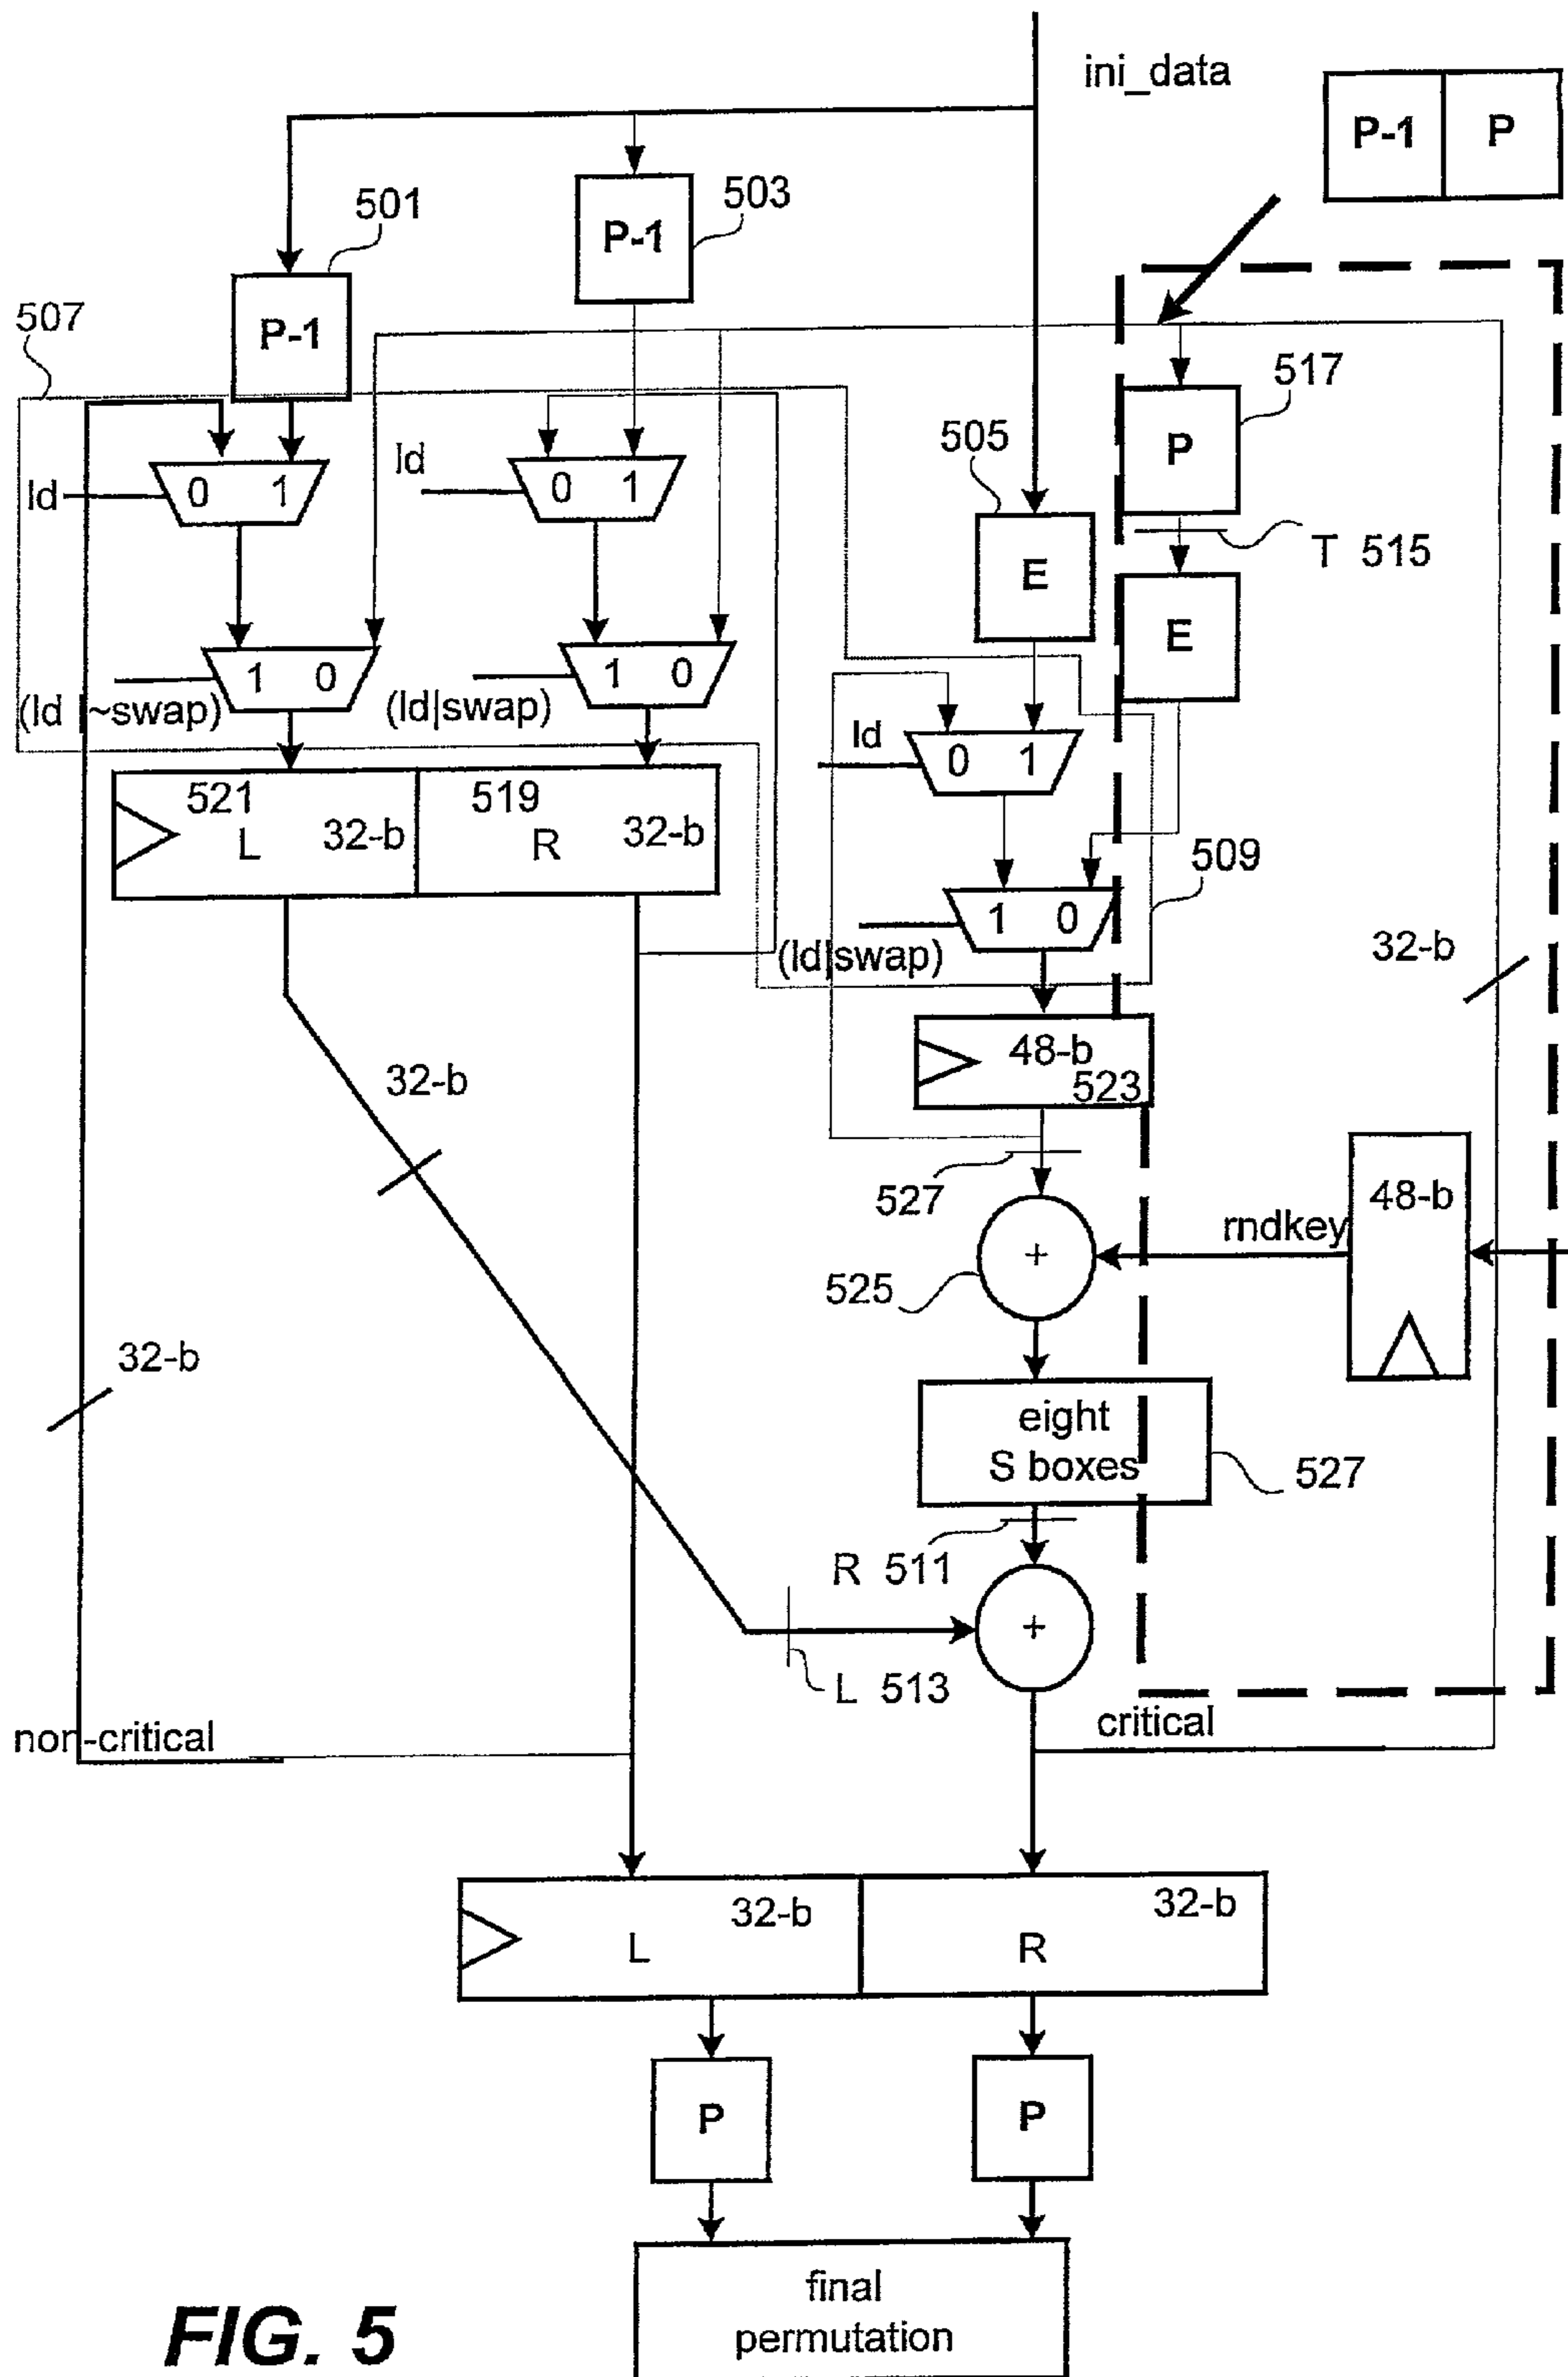 ini_data
P-1 P
501
503
P-1
507
P-1
517
ld
505
P
ld 0 1
0 1
T 515
E
E
1 0
1 0
(ld | ~swap)
(ld|swap)
ld
0 1
521
L 32-b
519
R 32-b
509
1 0
(ld|swap)
32-b
48-b
523
32-b
527
48-b
rndkey
+
525
32-b
eight
S boxes
527
R 511
+
L 513
non-critical
critical
32-b
L
32-b
R
P
P
final
permutation
FIG. 5